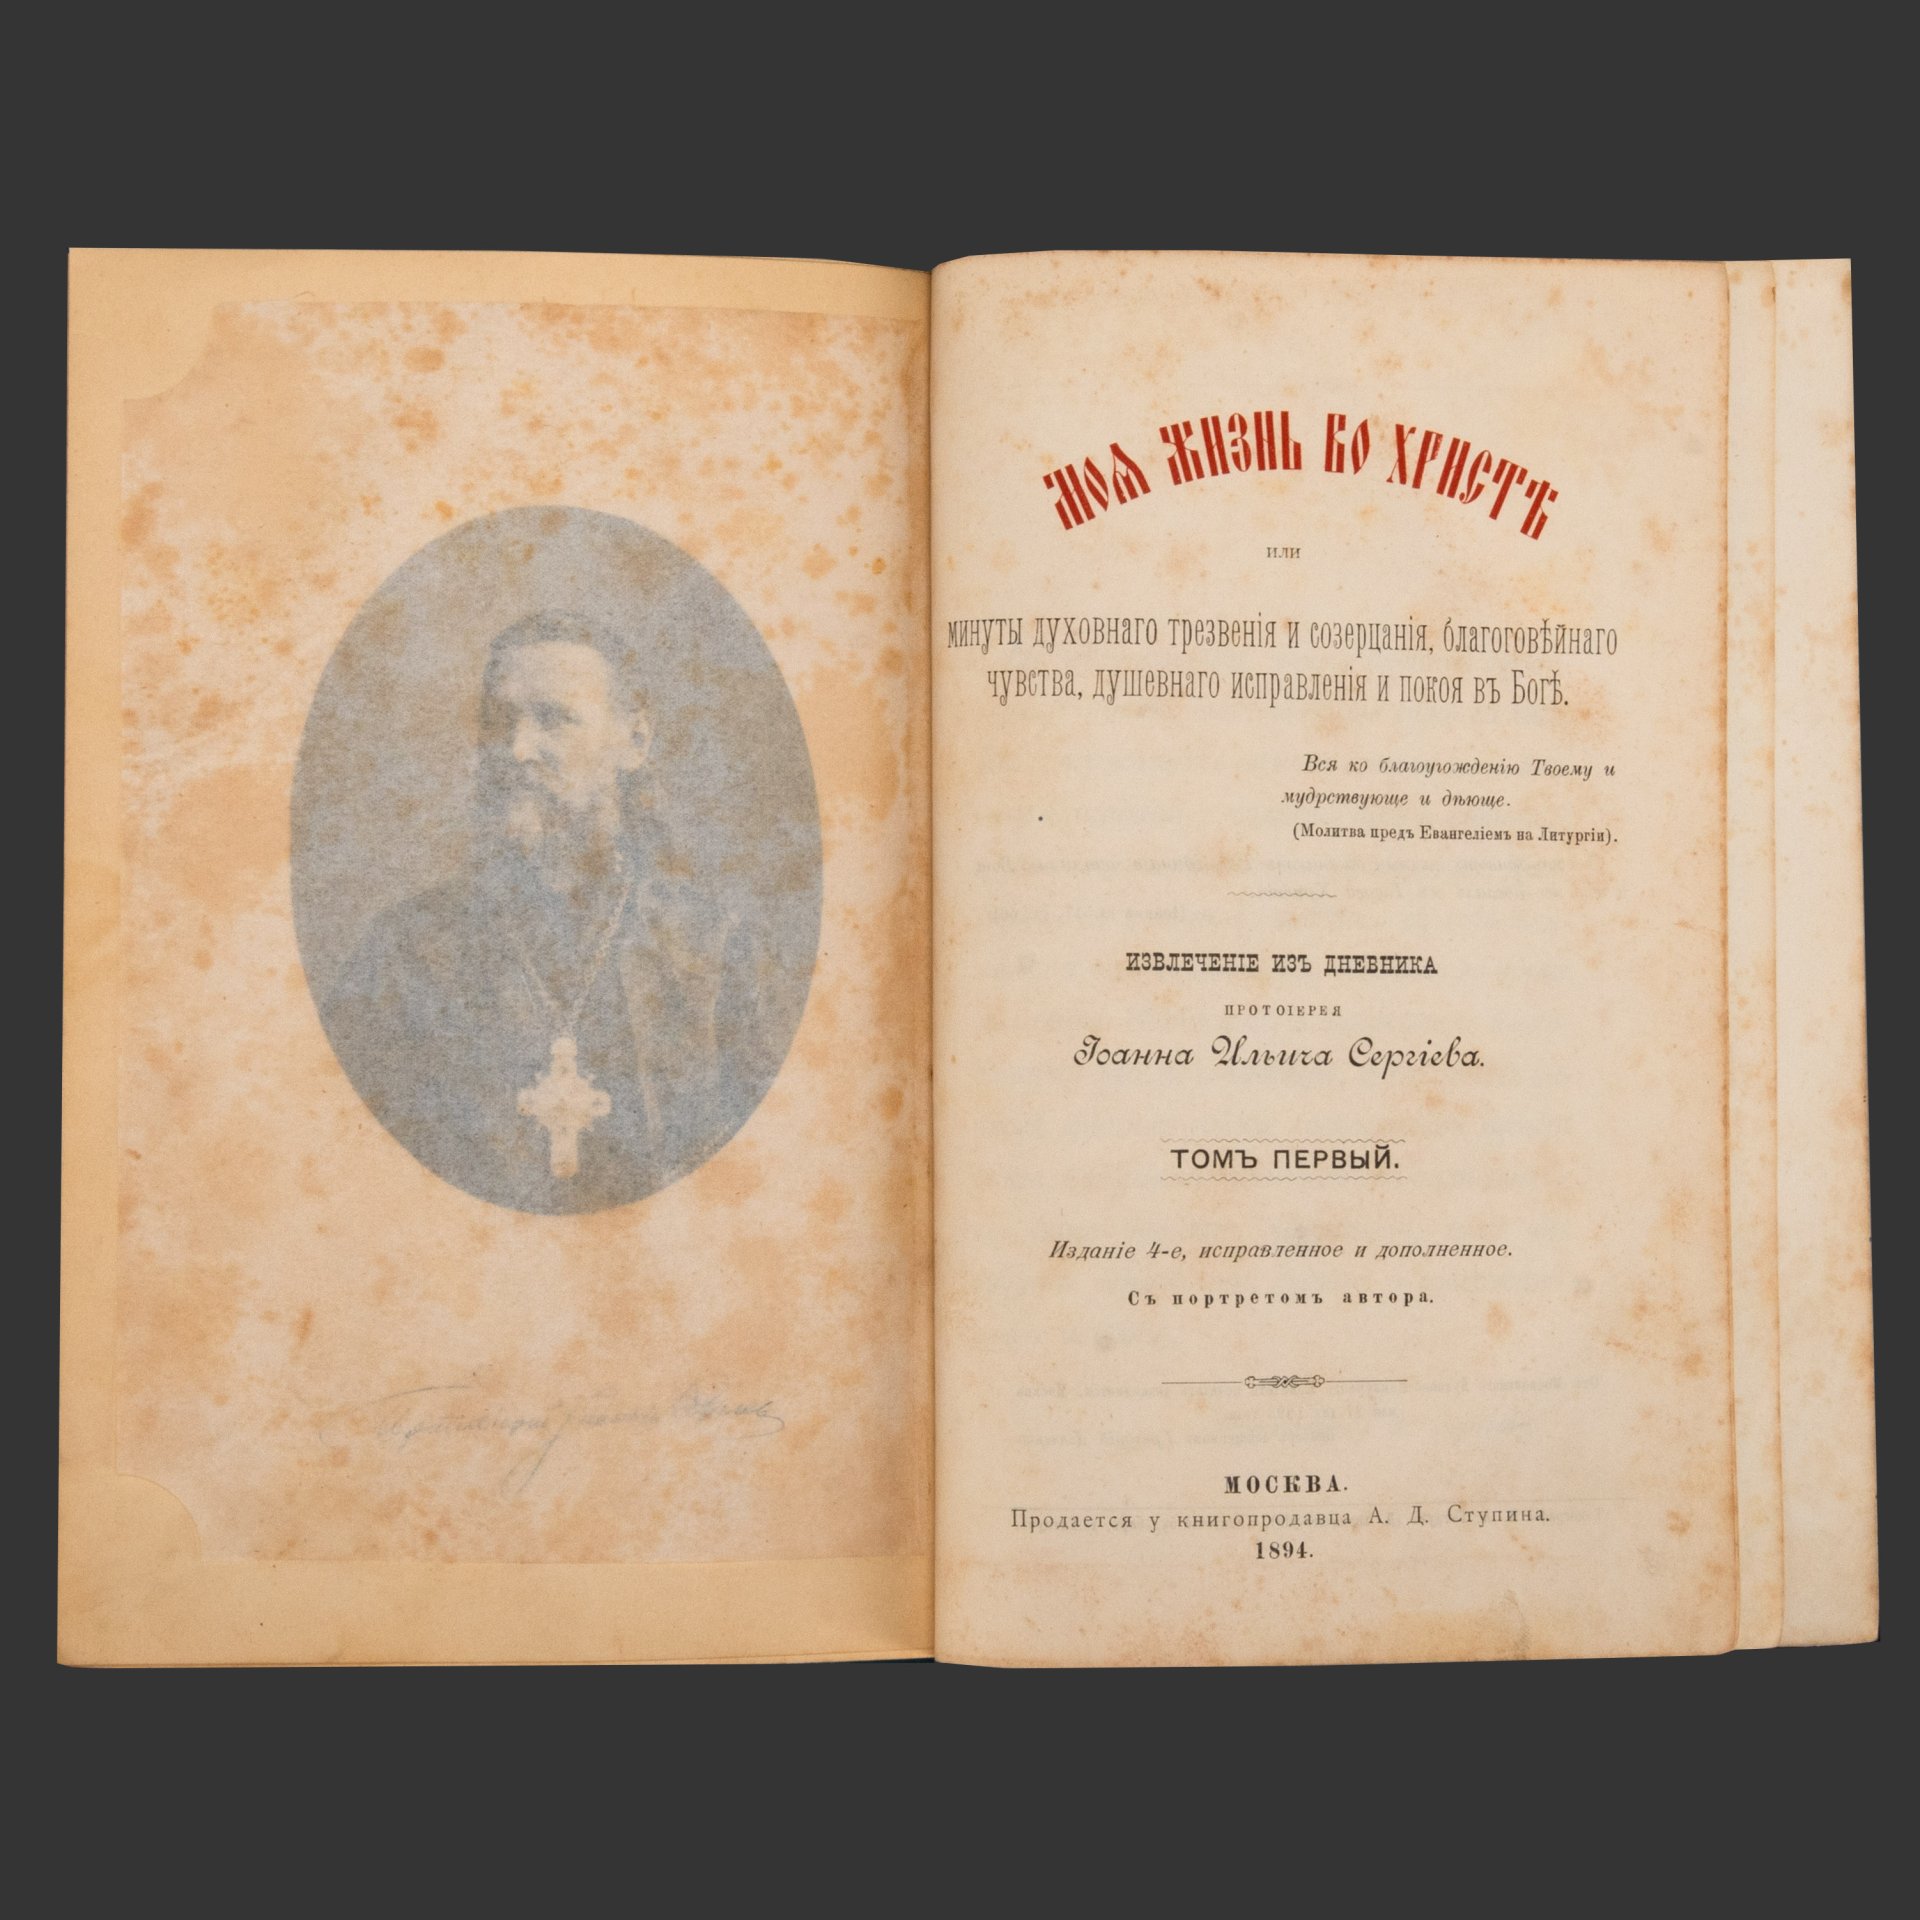 Моѧ жизнь во Христѣ
или
минуты духовнаго трезвенія и созерцанія, благоговѣйнаго
чувства, душевнаго исправленія и покоя въ Богѣ.
Вся ко благоугожденію Твоему и
мудрствующе и дѣюще.
(Молитва предъ Евангеліемъ на Литургіи).
ИЗВЛЕЧЕНІЕ ИЗЪ ДНЕВНИКА
ПРОТОІЕРЕЯ
Іоанна Ильича Сергіева.
ТОМЪ ПЕРВЫЙ.
Изданіе 4-е, исправленное и дополненное.
Съ портретомъ автора.
МОСКВА.
Продается у книгопродавца А. Д. Ступина.
1894.